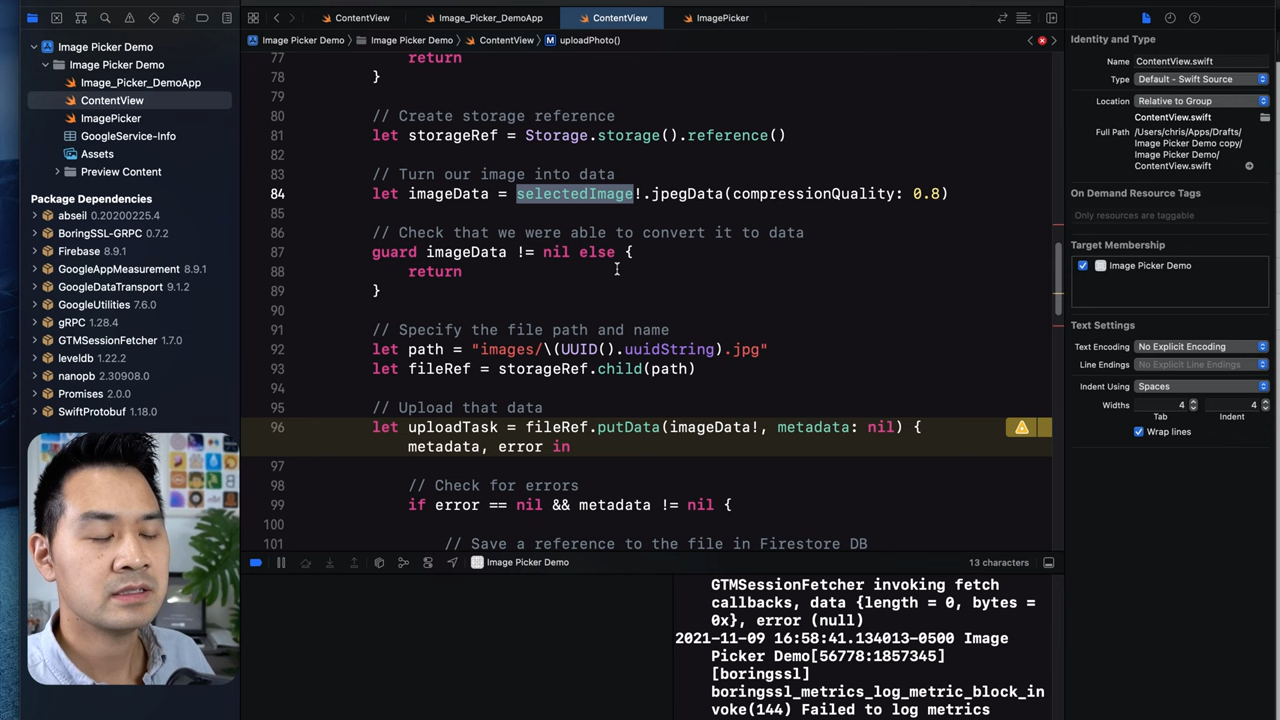 ContentView
Image_Picker_DemoApp
ContentView
ImagePicker
Image Picker Demo
Image Picker Demo
Image_Picker_DemoApp
ContentView
ImagePicker
GoogleService-Info
Assets
Preview Content
Package Dependencies
abseil 0.20200225.4
BoringSSL-GRPC 0.7.2
Firebase 8.9.1
GoogleAppMeasurement 8.9.1
GoogleDataTransport 9.1.2
GoogleUtilities 7.6.0
gRPC 1.28.4
GTMSessionFetcher 1.7.0
leveldb 1.22.2
nanopb 2.30908.0
Promises 2.0.0
SwiftProtobuf 1.18.0
Image Picker Demo
Image Picker Demo
ContentView
M uploadPhoto()
77 return
78 }
79
80 // Create storage reference
81 let storageRef = Storage.storage().reference()
82
83 // Turn our image into data
84 let imageData = selectedImage!.jpegData(compressionQuality: 0.8)
85
86 // Check that we were able to convert it to data
87 guard imageData != nil else {
88 return
89 }
90
91 // Specify the file path and name
92 let path = "images/\(UUID().uuidString).jpg"
93 let fileRef = storageRef.child(path)
94
95 // Upload that data
96 let uploadTask = fileRef.putData(imageData!, metadata: nil) {
metadata, error in
97
98 // Check for errors
99 if error == nil && metadata != nil {
100
101 // Save a reference to the file in Firestore DB
Image Picker Demo
13 characters
GTMSessionFetcher invoking fetch
callbacks, data {length = 0, bytes =
0x}, error (null)
2021-11-09 16:58:41.134013-0500 Image
Picker Demo[56778:1857345]
[boringssl]
boringssl_metrics_log_metric_block_in
voke(144) Failed to log metrics
Identity and Type
Name ContentView.swift
Type Default - Swift Source
Location Relative to Group
ContentView.swift
Full Path /Users/chris/Apps/Drafts/
Image Picker Demo copy/
Image Picker Demo/
ContentView.swift
On Demand Resource Tags
Only resources are taggable
Target Membership
Image Picker Demo
Text Settings
Text Encoding No Explicit Encoding
Line Endings No Explicit Line Endings
Indent Using Spaces
Widths 4 4
Tab Indent
Wrap lines